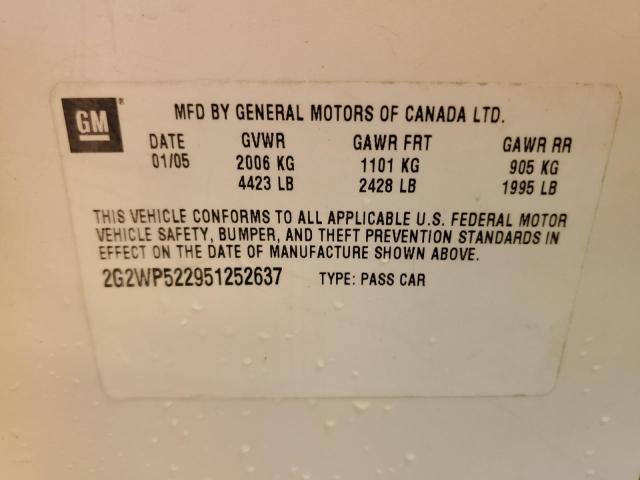 GM®
MFD BY GENERAL MOTORS OF CANADA LTD.
DATE GVWR GAWR FRT GAWR RR
01/05 2006 KG 1101 KG 905 KG
4423 LB 2428 LB 1995 LB
THIS VEHICLE CONFORMS TO ALL APPLICABLE U.S. FEDERAL MOTOR
VEHICLE SAFETY, BUMPER, AND THEFT PREVENTION STANDARDS IN
EFFECT ON THE DATE OF MANUFACTURE SHOWN ABOVE.
2G2WP522951252637 TYPE: PASS CAR